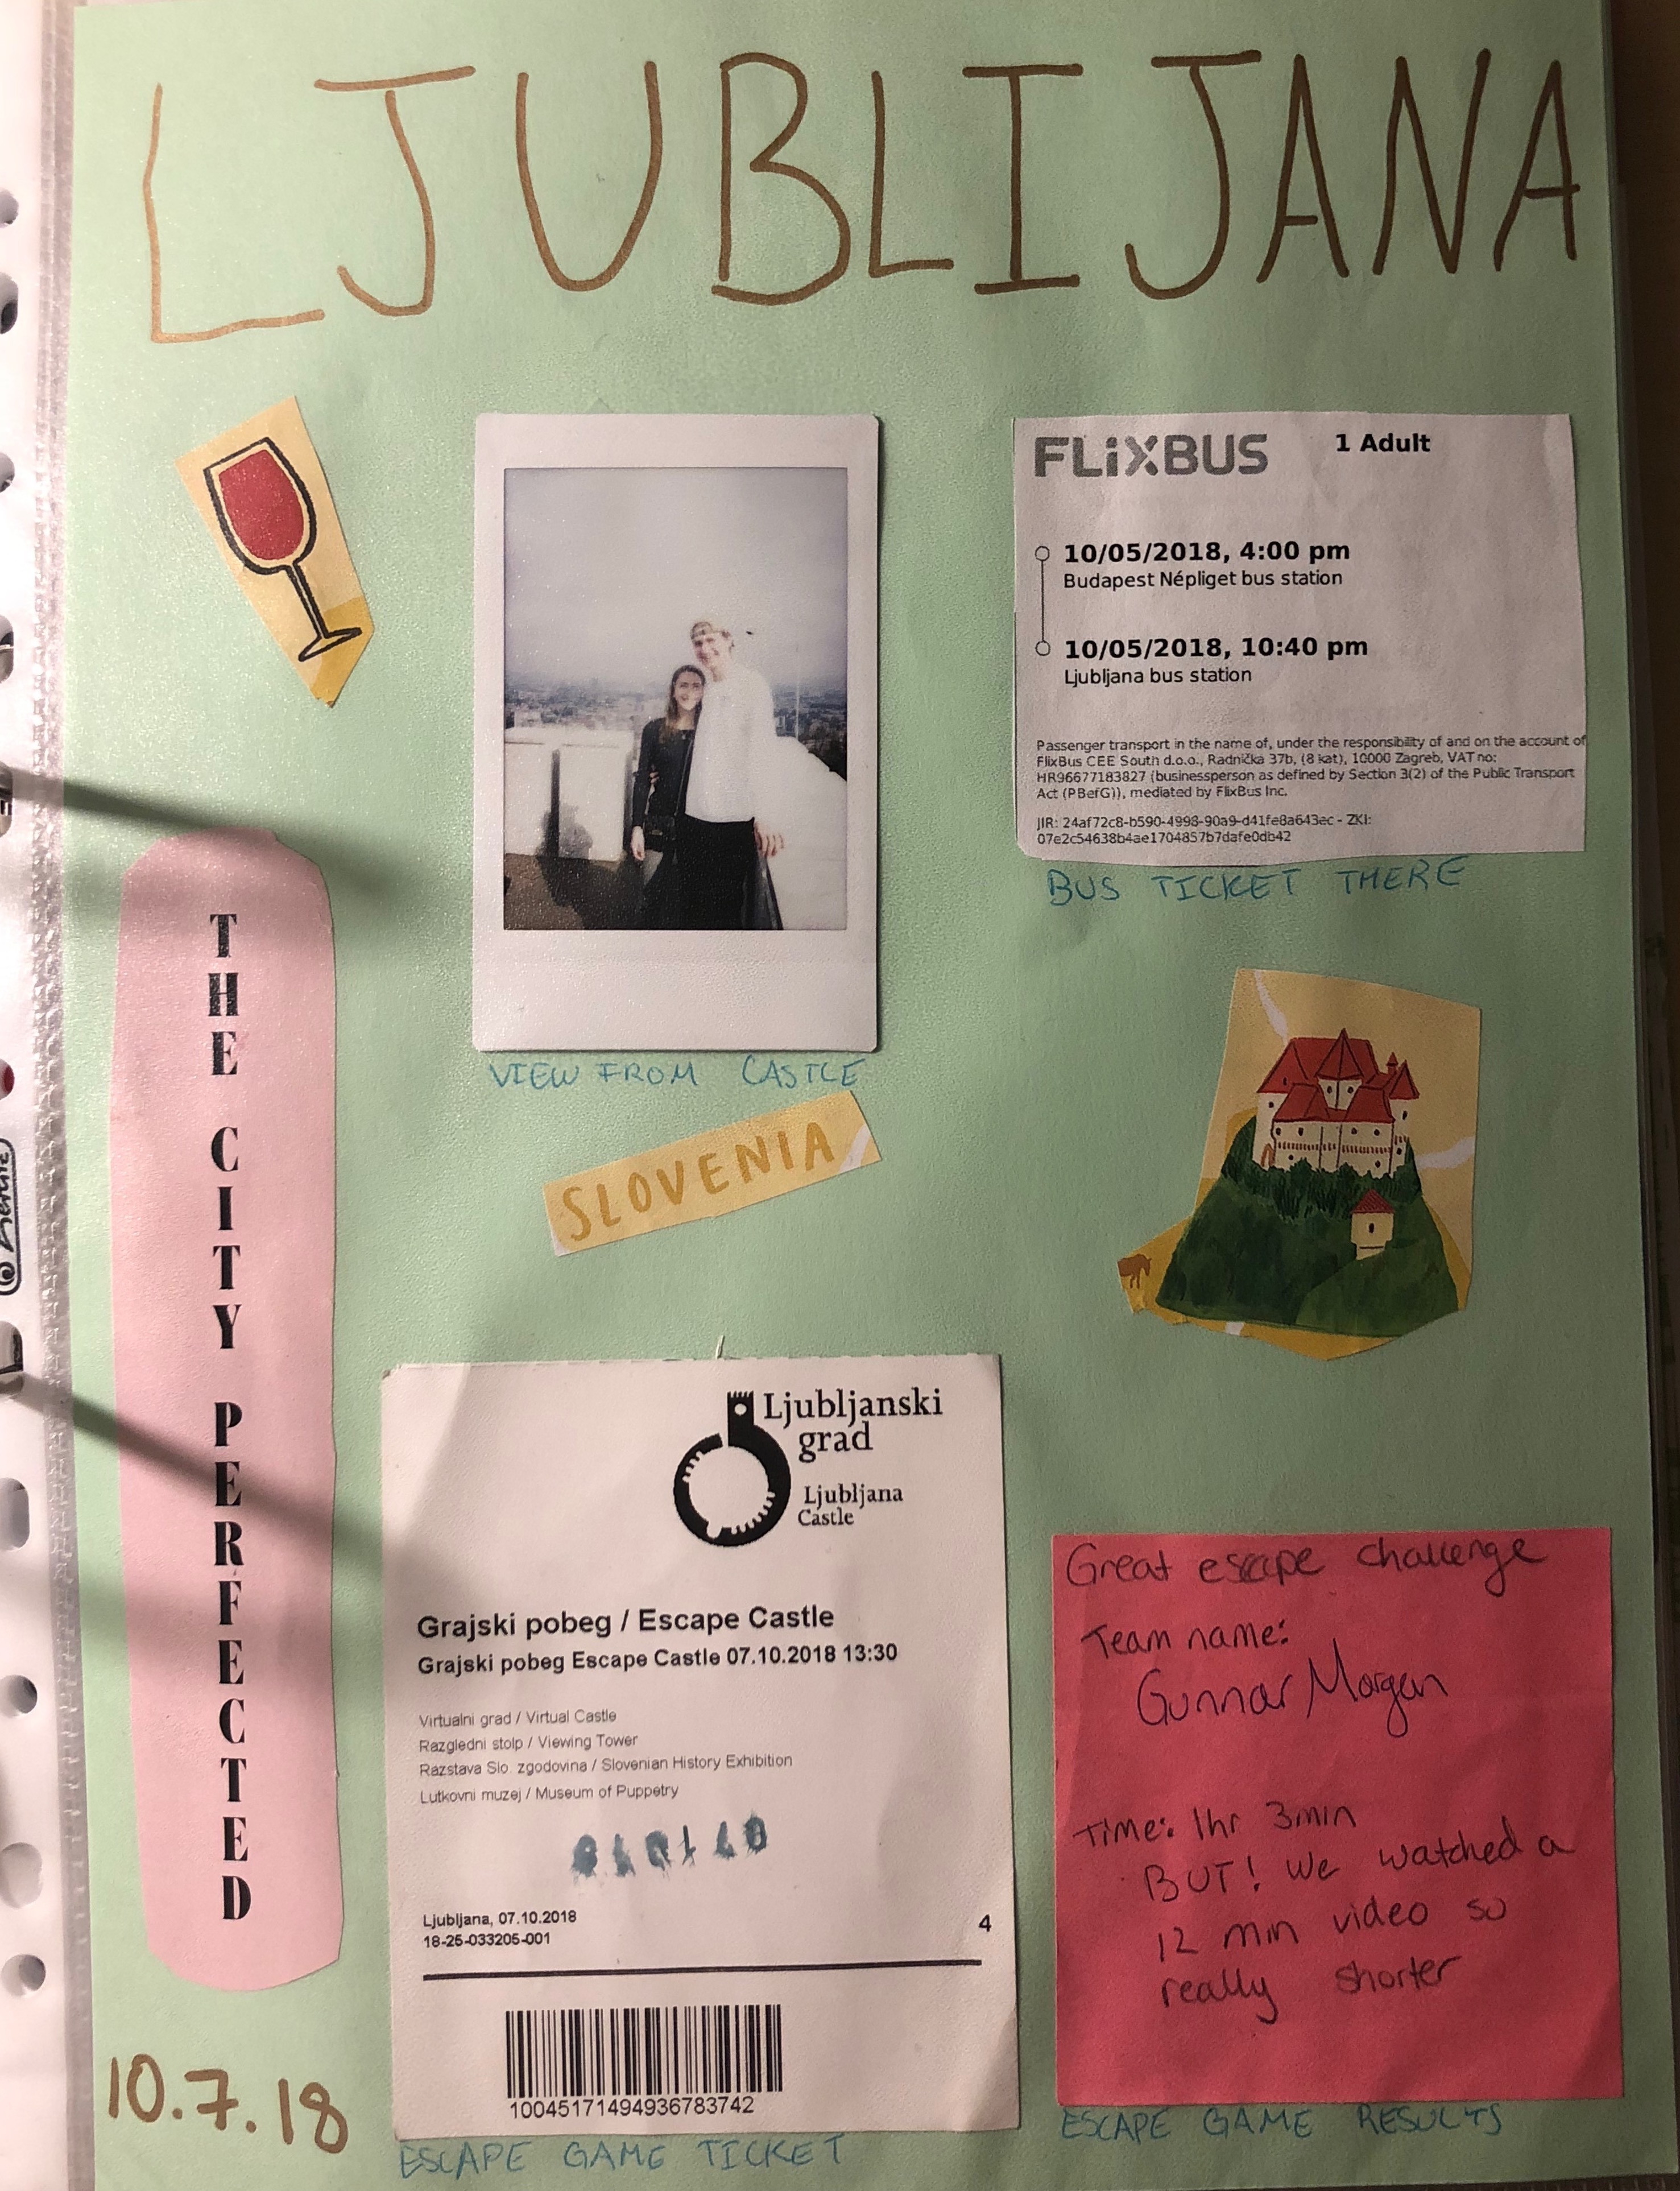 LJUBLIJANA
FLiXBUS
1 Adult
10/05/2018, 4:00 pm
Budapest Népliget bus station
10/05/2018, 10:40 pm
Ljubljana bus station
Passenger transport in the name of, under the responsibility of and on the account of
FlixBus CEE South d.o.o., Radnička 37b, (8 kat), 10000 Zagreb, VAT no:
HR96677183827 (businessperson as defined by Section 3(2) of the Public Transport
Act (PBefG)), mediated by FlixBus Inc.
JIR: 24af72c8-b590-4998-90a9-d41fe8a643ec - ZKI:
07e2c54638b4ae1704857b7dafe0db42
BUS TICKET THERE
VIEW FROM CASTLE
SLOVENIA
THE CITY PERFECTED
Ljubljanski
grad
Ljubljana
Castle
Grajski pobeg / Escape Castle
Grajski pobeg Escape Castle 07.10.2018 13:30
Virtualni grad / Virtual Castle
Razgledni stolp / Viewing Tower
Razstava Slo. zgodovina / Slovenian History Exhibition
Lutkovni muzej / Museum of Puppetry
Ljubljana, 07.10.2018
18-25-033205-001
4
10045171494936783742
ESCAPE GAME TICKET
Great escape challenge
Team name:
Gunnar Morgan
Time: 1hr 3min
BUT! We watched a
12 min video so
really shorter
ESCAPE GAME RESULTS
10.7.18